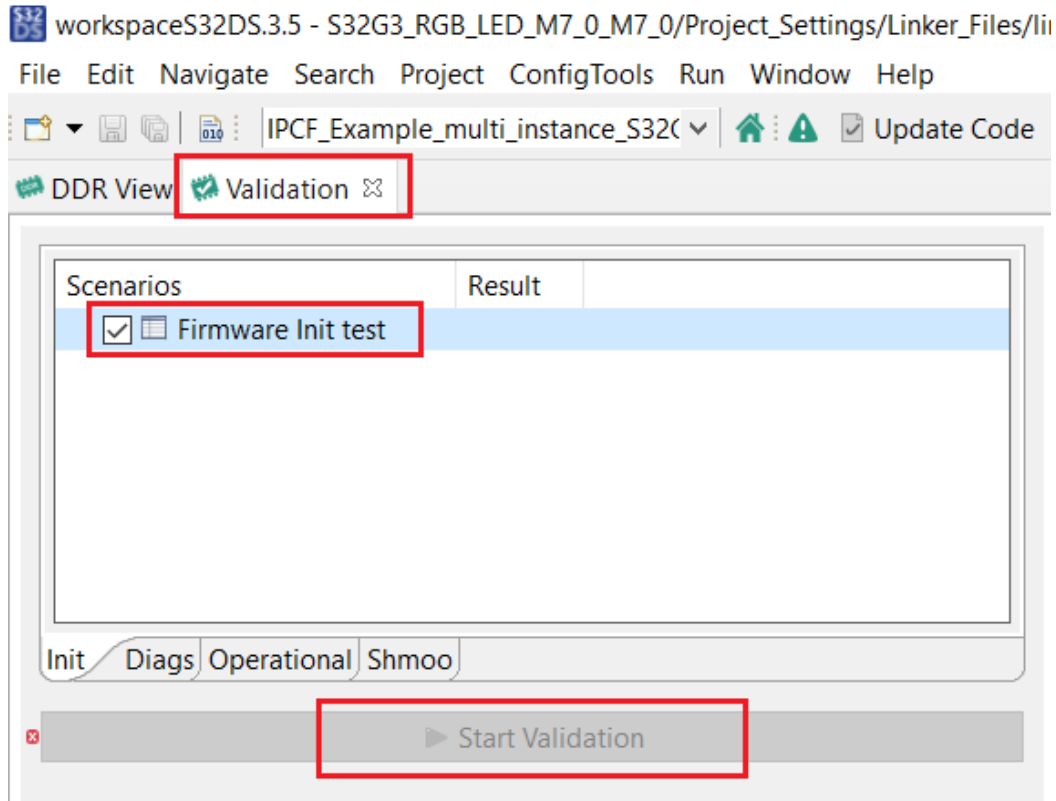 S32 DS workspaceS32DS.3.5 - S32G3_RGB_LED_M7_0_M7_0/Project_Settings/Linker_Files/li
File Edit Navigate Search Project ConfigTools Run Window Help
010 IPCF_Example_multi_instance_S32 Update Code
DDR View Validation
Scenarios Result
Firmware Init test
Init Diags Operational Shmoo
Start Validation